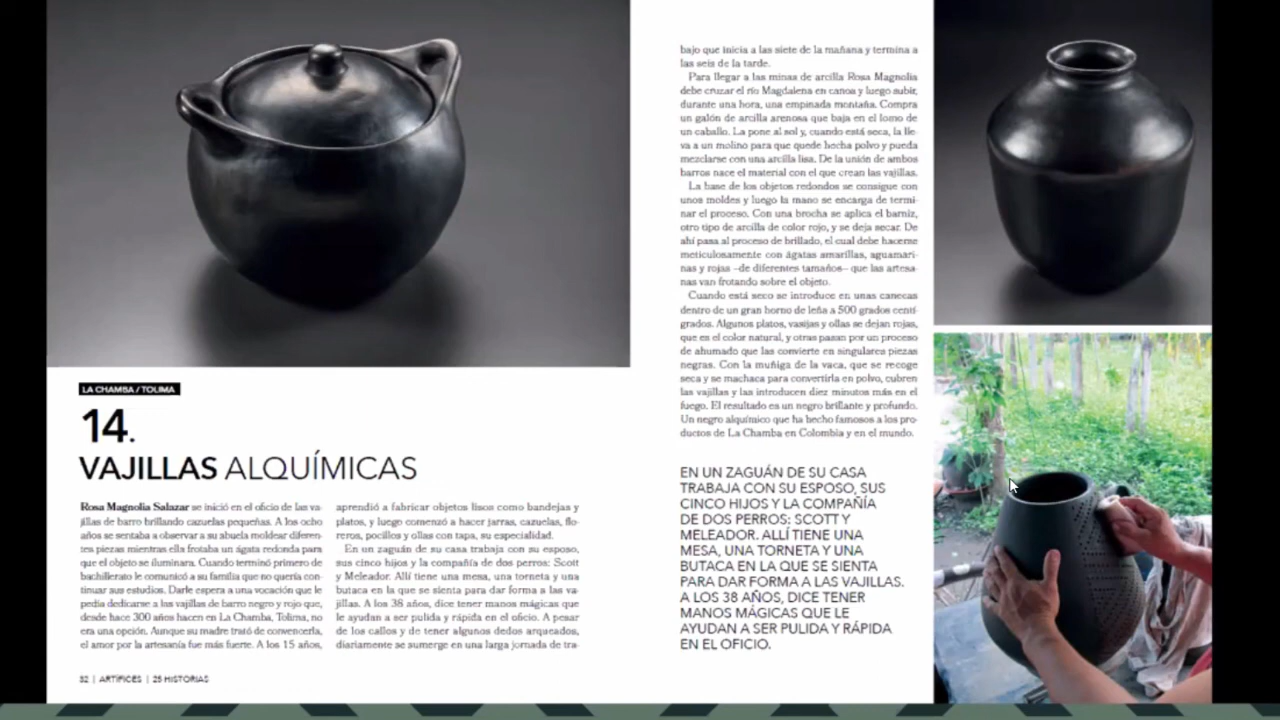 LA CHAMBA / TOLIMA
14.
VAJILLAS ALQUÍMICAS
Rosa Magnolia Salazar se inició en el oficio de las va-
jillas de barro brillando cazuelas pequeñas. A los ocho
años se sentaba a observar a su abuela moldear diferen-
tes piezas mientras ella frotaba un ágata redonda para
que el objeto se iluminara. Cuando terminó primero de
bachillerato le comunicó a su familia que no quería con-
tinuar sus estudios. Darle espera a una vocación que le
pedía dedicarse a las vajillas de barro negro y rojo que,
desde hace 300 años hacen en La Chamba, Tolima, no
era una opción. Aunque su madre trató de convencerla,
el amor por la artesanía fue más fuerte. A los 15 años,
aprendió a fabricar objetos lisos como bandejas y
platos, y luego comenzó a hacer jarras, cazuelas, flo-
reros, pocillos y ollas con tapa, su especialidad.
En un zaguán de su casa trabaja con su esposo,
sus cinco hijos y la compañía de dos perros: Scott
y Meleador. Allí tiene una mesa, una torneta y una
butaca en la que se sienta para dar forma a las va-
jillas. A los 38 años, dice tener manos mágicas que
le ayudan a ser pulida y rápida en el oficio. A pesar
de los callos y de tener algunos dedos arqueados,
diariamente se sumerge en una larga jornada de tra-
bajo que inicia a las siete de la mañana y termina a
las seis de la tarde.
Para llegar a las minas de arcilla Rosa Magnolia
debe cruzar el río Magdalena en canoa y luego subir,
durante una hora, una empinada montaña. Compra
un galón de arcilla arenosa que baja en el lomo de
un caballo. La pone al sol y, cuando está seca, la lle-
va a un molino para que quede hecha polvo y pueda
mezclarse con una arcilla lisa. De la unión de ambos
barros nace el material con el que crean las vajillas.
La base de los objetos redondos se consigue con
unos moldes y luego la mano se encarga de termi-
nar el proceso. Con una brocha se aplica el barniz,
otro tipo de arcilla de color rojo, y se deja secar. De
ahí pasa al proceso de brillado, el cual debe hacerse
meticulosamente con ágatas amarillas, aguamari-
nas y rojas –de diferentes tamaños– que las artesa-
nas van frotando sobre el objeto.
Cuando está seco se introduce en unas canecas
dentro de un gran horno de leña a 500 grados centí-
grados. Algunos platos, vasijas y ollas se dejan rojas,
que en el color natural, y otras pasan por un proceso
de ahumado que las convierte en singulares piezas
negras. Con la muñiga de la vaca, que se recoge
seca y se machaca para convertirla en polvo, cubren
las vajillas y las introducen diez minutos más en el
fuego. El resultado es un negro brillante y profundo.
Un negro alquímico que ha hecho famosos a los pro-
ductos de La Chamba en Colombia y en el mundo.
EN UN ZAGUÁN DE SU CASA
TRABAJA CON SU ESPOSO, SUS
CINCO HIJOS Y LA COMPAÑÍA
DE DOS PERROS: SCOTT Y
MELEADOR. ALLÍ TIENE UNA
MESA, UNA TORNETA Y UNA
BUTACA EN LA QUE SE SIENTA
PARA DAR FORMA A LAS VAJILLAS.
A LOS 38 AÑOS, DICE TENER
MANOS MÁGICAS QUE LE
AYUDAN A SER PULIDA Y RÁPIDA
EN EL OFICIO.
32 | ARTÍFICES | 25 HISTORIAS